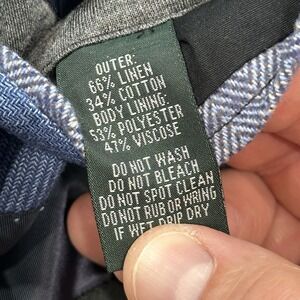 OUTER:
66% LINEN
34% COTTON
BODY LINING:
53% POLYESTER
47% VISCOSE
DO NOT WASH
DO NOT BLEACH
DO NOT SPOT CLEAN
DO NOT RUB OR WRING
IF WET DRIP DRY